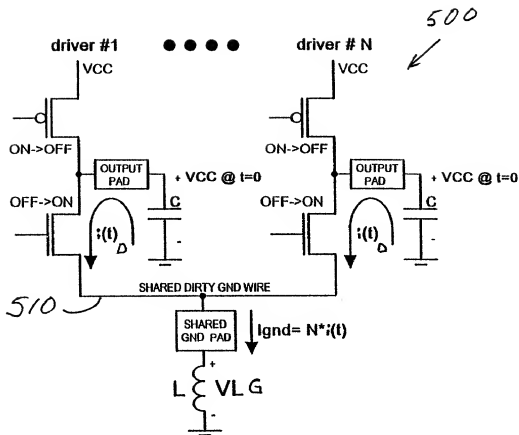 500
driver #1
driver # N
VCC
VCC
ON->OFF
ON->OFF
OUTPUT PAD
+ VCC @ t=0
OUTPUT PAD
+ VCC @ t=0
OFF->ON
C
OFF->ON
C
-
-
i(t)D
i(t)D
SHARED DIRTY GND WIRE
510
SHARED GND PAD
Ignd= N*i(t)
+
L
VLG
-